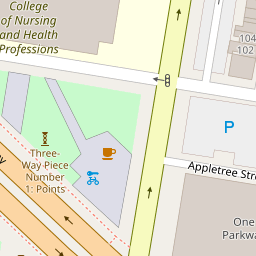 College
of Nursing
and Health
Professions
104
102
P
Three-
Way Piece
Number
1: Points
Appletree Stre
One
Parkwa